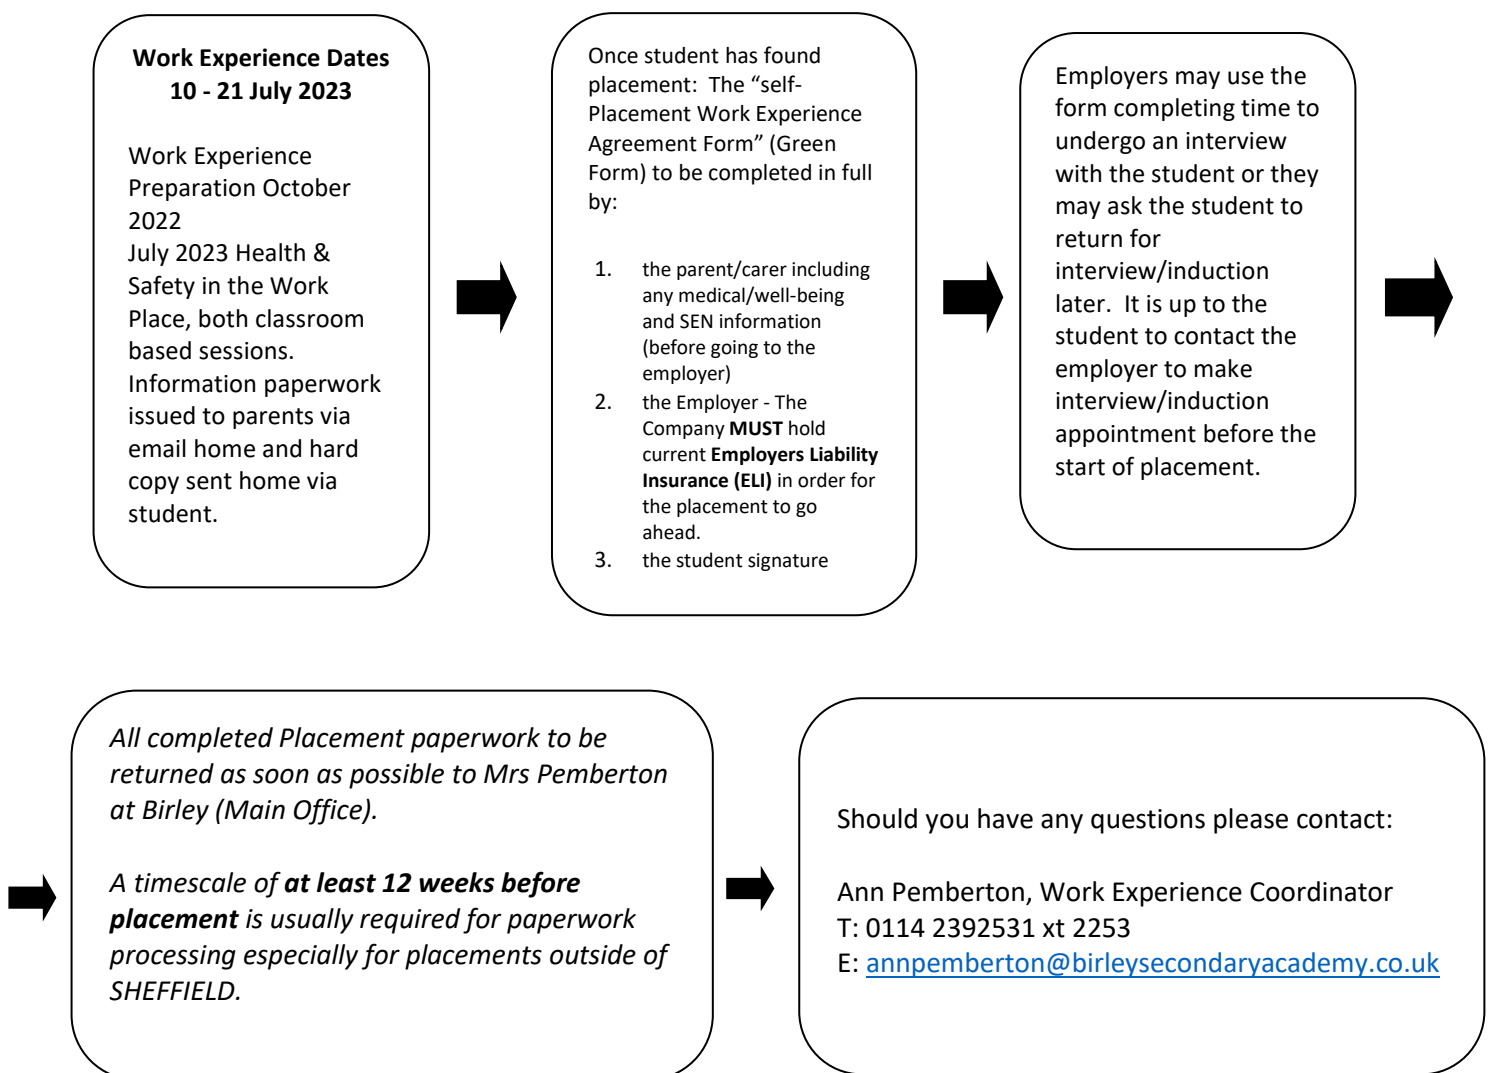 Work Experience Dates
10 - 21 July 2023
Work Experience
Preparation October
2022
July 2023 Health &
Safety in the Work
Place, both classroom
based sessions.
Information paperwork
issued to parents via
email home and hard
copy sent home via
student.
Once student has found
placement:  The “self-
Placement Work Experience
Agreement Form” (Green
Form) to be completed in full
by:
1. the parent/carer including
any medical/well-being
and SEN information
(before going to the
employer)
2. the Employer - The
Company MUST hold
current Employers Liability
Insurance (ELI) in order for
the placement to go
ahead.
3. the student signature
Employers may use the
form completing time to
undergo an interview
with the student or they
may ask the student to
return for
interview/induction
later.  It is up to the
student to contact the
employer to make
interview/induction
appointment before the
start of placement.
All completed Placement paperwork to be
returned as soon as possible to Mrs Pemberton
at Birley (Main Office).
A timescale of at least 12 weeks before
placement is usually required for paperwork
processing especially for placements outside of
SHEFFIELD.
Should you have any questions please contact:
Ann Pemberton, Work Experience Coordinator
T: 0114 2392531 xt 2253
E: annpemberton@birleysecondaryacademy.co.uk